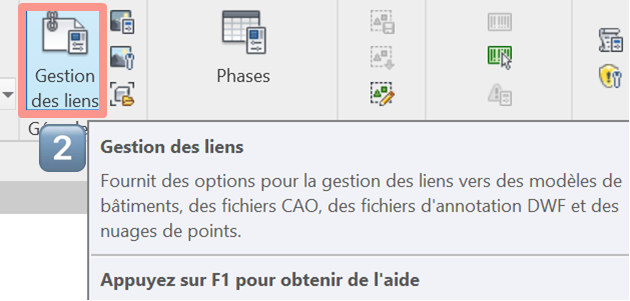 Gestion
des liens
Phases
2
Gestion des liens
Fournit des options pour la gestion des liens vers des modèles de
bâtiments, des fichiers CAO, des fichiers d'annotation DWF et des
nuages de points.
Appuyez sur F1 pour obtenir de l'aide